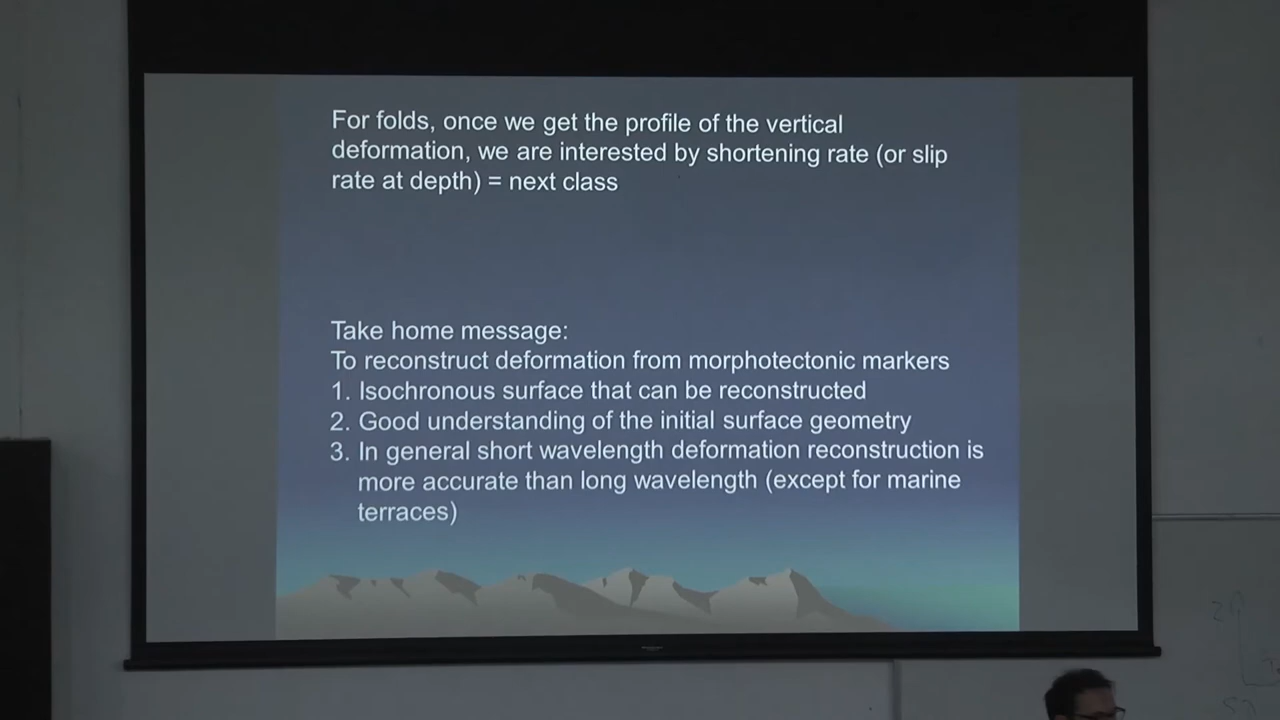 For folds, once we get the profile of the vertical
deformation, we are interested by shortening rate (or slip
rate at depth) = next class
Take home message:
To reconstruct deformation from morphotectonic markers
1. Isochronous surface that can be reconstructed
2. Good understanding of the initial surface geometry
3. In general short wavelength deformation reconstruction is
more accurate than long wavelength (except for marine
terraces)